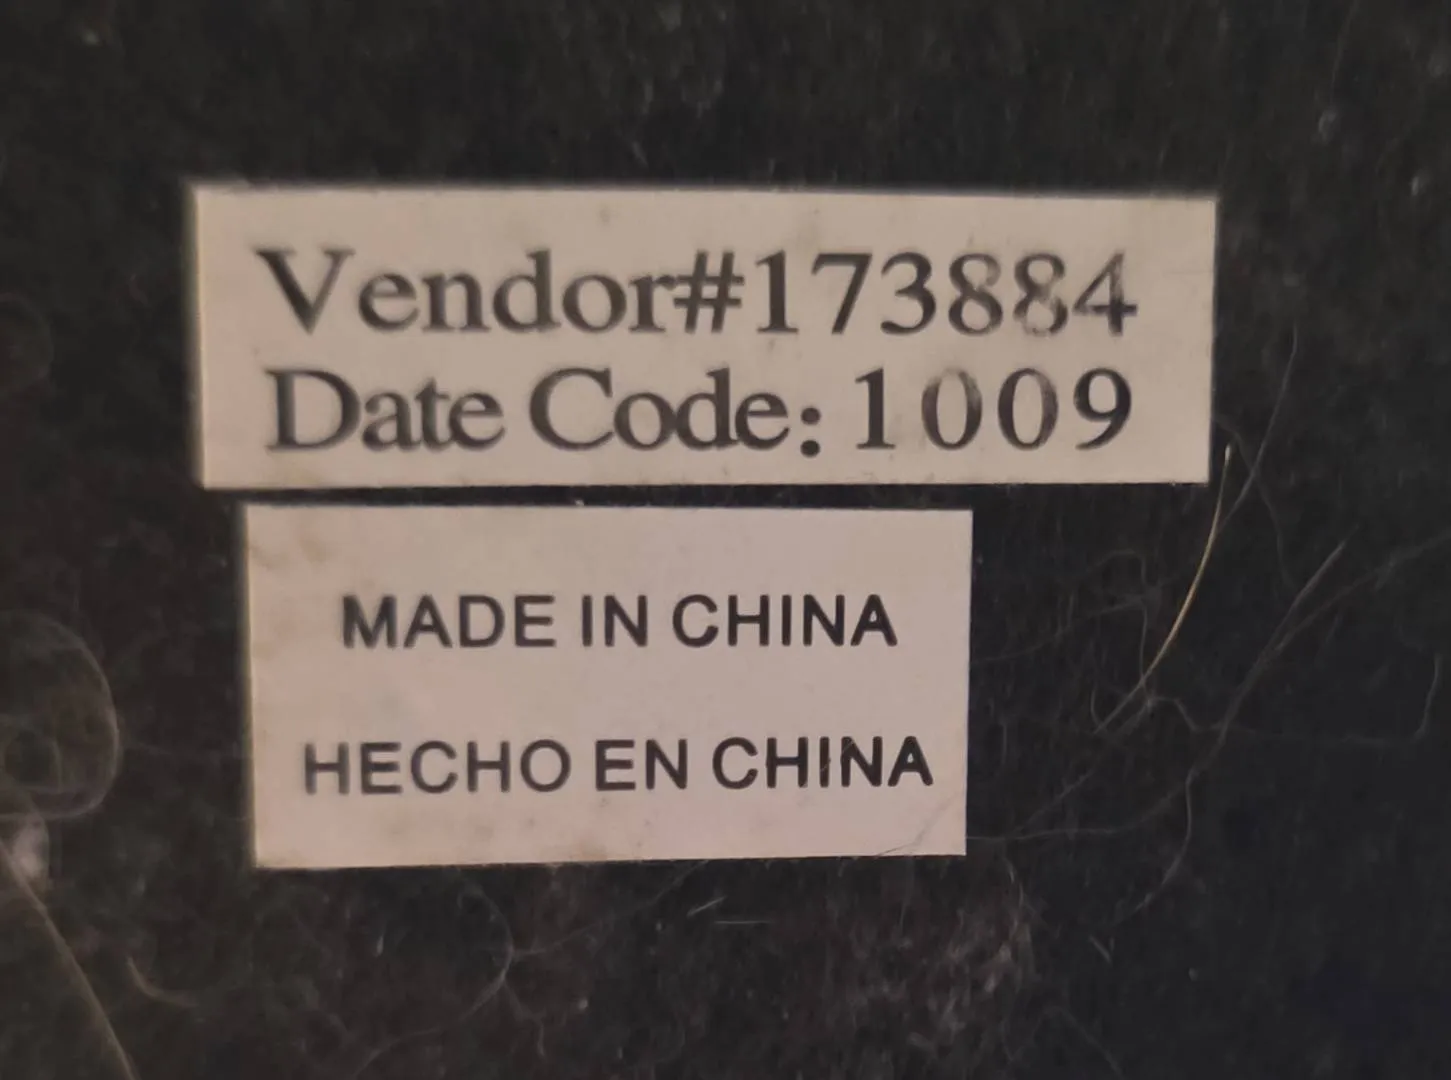 Vendor#173884
Date Code: 1009
MADE IN CHINA
HECHO EN CHINA